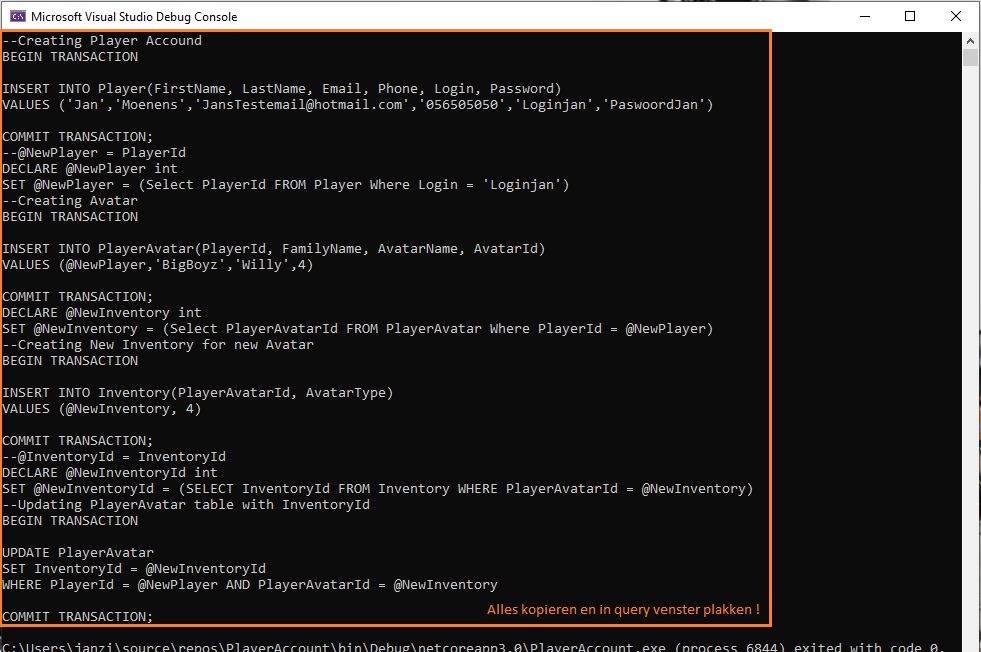 Microsoft Visual Studio Debug Console
--Creating Player Accound
BEGIN TRANSACTION
INSERT INTO Player(FirstName, LastName, Email, Phone, Login, Pasword)
VALUES ('Jan','Moenens','JansTestemail@hotmail.com','056505050','Loginjan','PaswoordJan')
COMMIT TRANSACTION;
--@NewPlayer = PlayerId
DECLARE @NewPlayer int
SET @NewPlayer = (Select PlayerId FROM Player Where Login = 'Loginjan')
--Creating Avatar
BEGIN TRANSACTION
INSERT INTO PlayerAvatar(PlayerId, FamilyName, AvatarName, AvatarId)
VALUES (@NewPlayer,'BigBoyz','Willy',4)
COMMIT TRANSACTION;
DECLARE @NewInventory int
SET @NewInventory = (Select PlayerAvatarId FROM PlayerAvatar Where PlayerId = @NewPlayer)
--Creating New Inventory for new Avatar
BEGIN TRANSACTION
INSERT INTO Inventory(PlayerAvatarId, AvatarType)
VALUES (@NewInventory, 4)
COMMIT TRANSACTION;
--@InventoryId = InventoryId
DECLARE @NewInventoryId int
SET @NewInventoryId = (SELECT InventoryId FROM Inventory WHERE PlayerAvatarId = @NewInventory)
--Updating PlayerAvatar table with InventoryId
BEGIN TRANSACTION
UPDATE PlayerAvatar
SET InventoryId = @NewInventoryId
WHERE PlayerId = @NewPlayer AND PlayerAvatarId = @NewInventory
Alles kopieren en in query venster plakken !
COMMIT TRANSACTION;
C:\Users\janzi\source\repos\PlayerAccount\bin\Debug\netcoreapp3.0\PlayerAccount.exe (process 6844) exited with code 0.